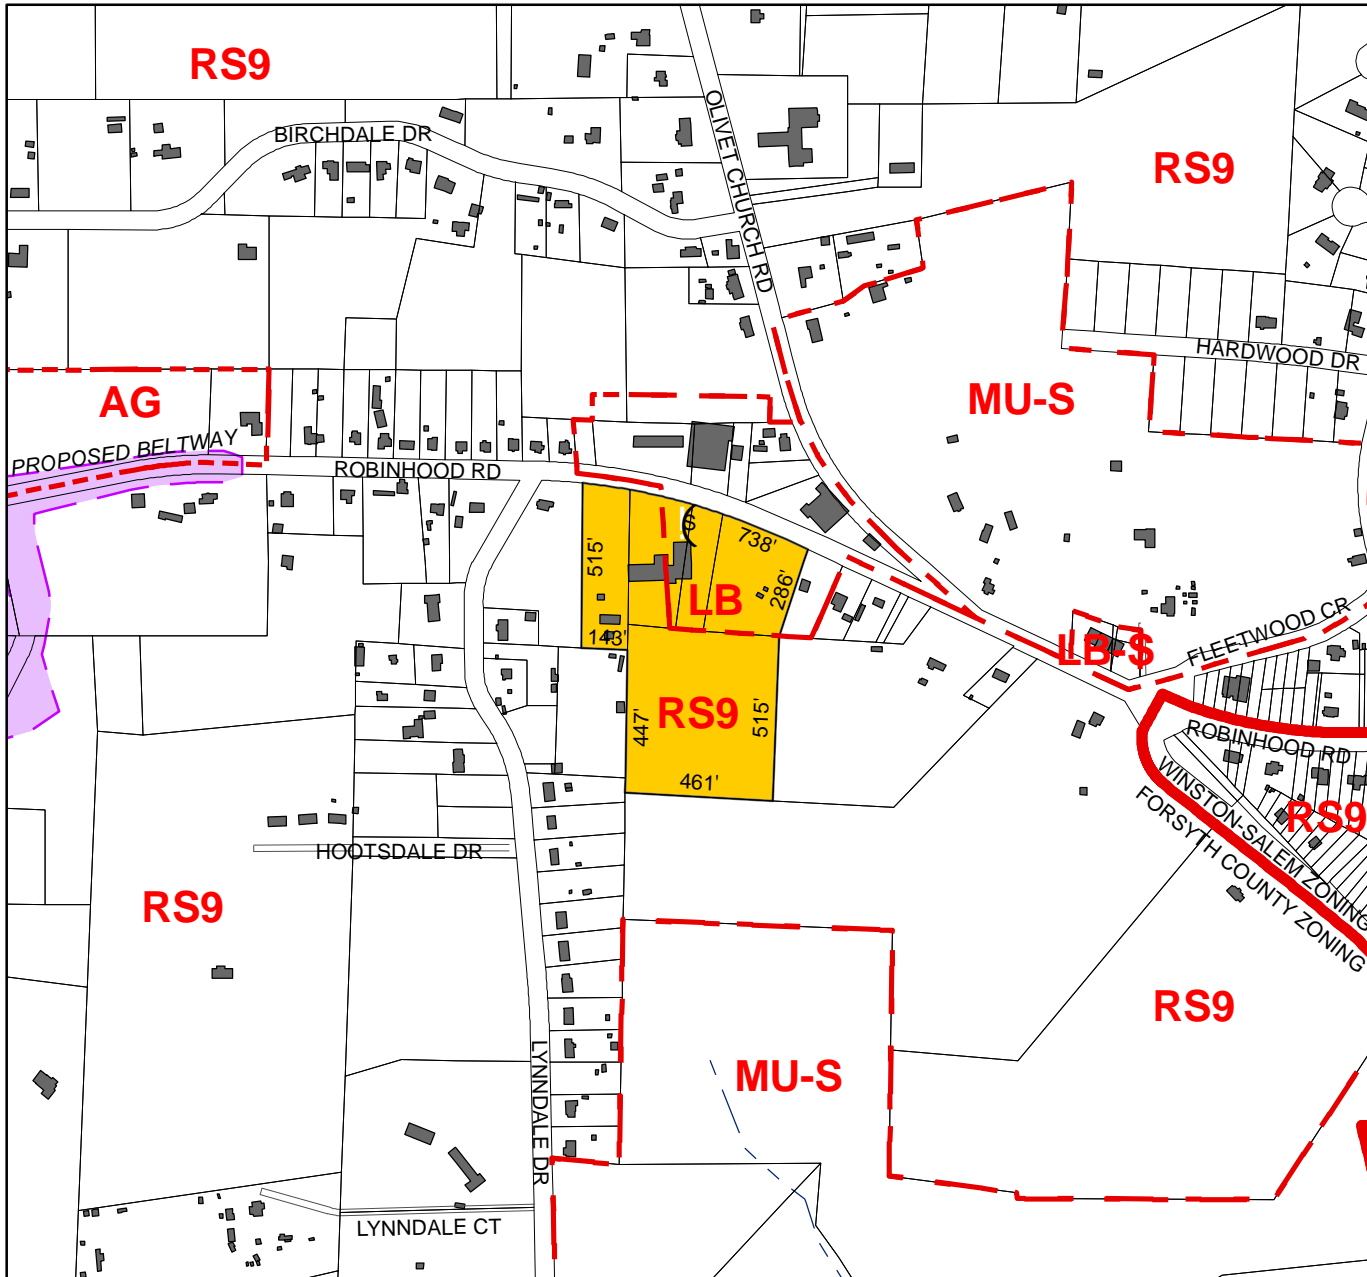 RS9
BIRCHDALE DR
OLIVET CHURCH RD
RS9
HARDWOOD DR
AG
MU-S
PROPOSED BELTWAY
ROBINHOOD RD
738'
515'
286'
LB
143'
FLEETWOOD CR
LB-S
RS9
447'
515'
461'
ROBINHOOD RD
WINSTON-SALEM ZONING
FORSYTH COUNTY ZONING
RS9
HOOTSDALE DR
RS9
RS9
MU-S
LYNNDALE DR
LYNNDALE CT